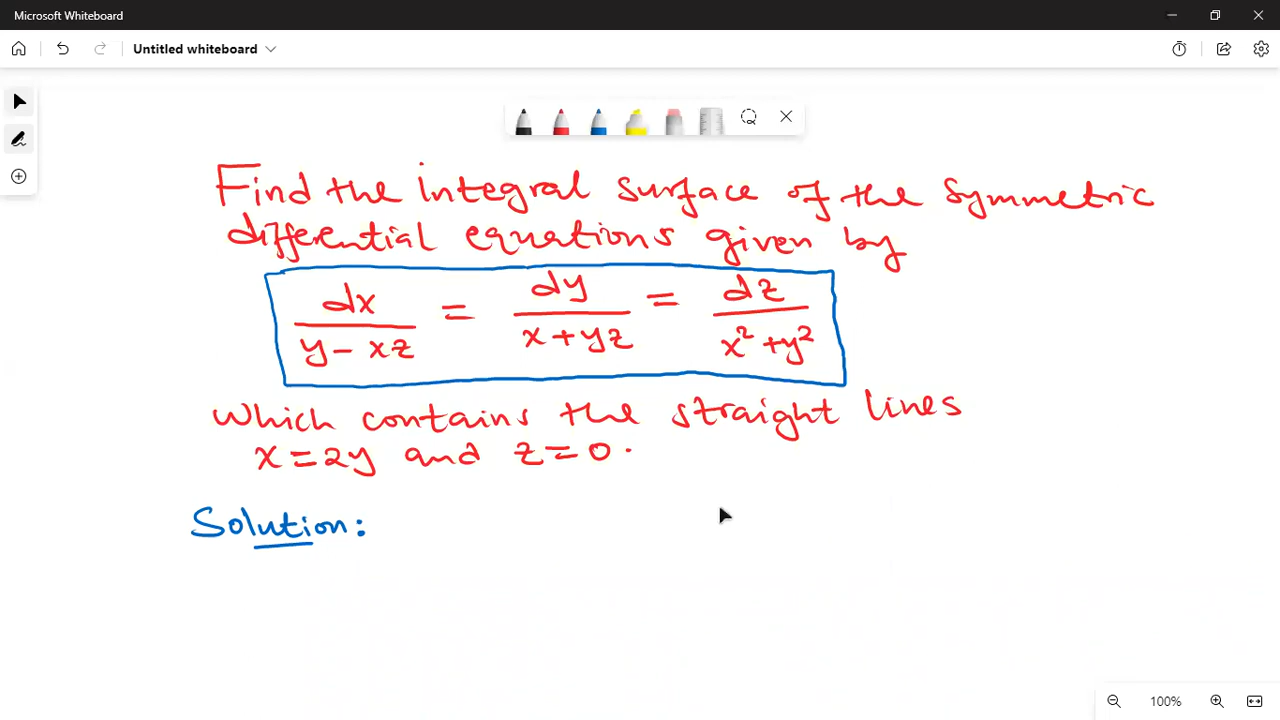 Microsoft Whiteboard
Untitled whiteboard
Find the integral surface of the symmetric
differential equations given by
dx/(y - xz) = dy/(x + yz) = dz/(x² + y²)
which contains the straight lines
x = 2y and z = 0.
Solution:
100%